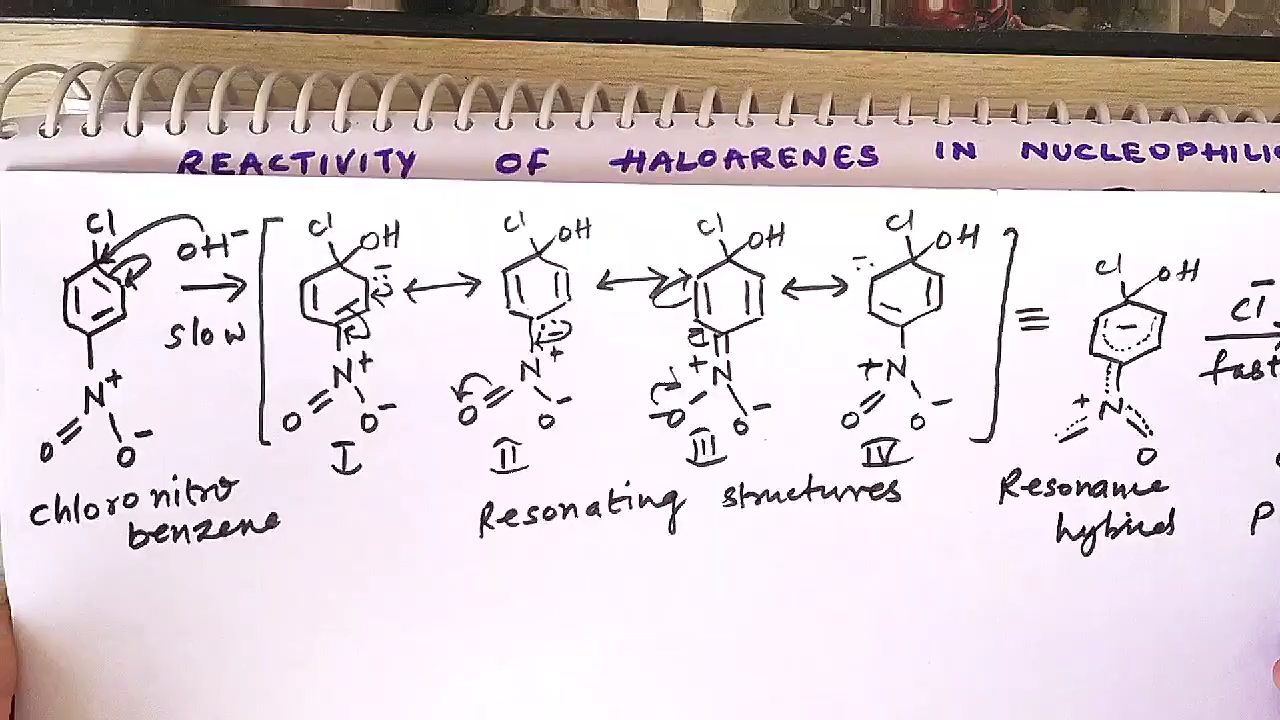 REACTIVITY OF HALOARENES IN NUCLEOPHILIC
Cl
OH⁻
slow
N⁺
O
O⁻
chloro nitro
benzene
Cl OH
N⁺
O
O⁻
I
Cl OH
N⁺
O
O⁻
II
Cl OH
⁺N
⁻O
O⁻
III
Cl OH
⁺N
O
O⁻
IV
Resonating structures
≡
Cl OH
⁺N
O
Resonance
hybrid
Cl⁻
fast
P